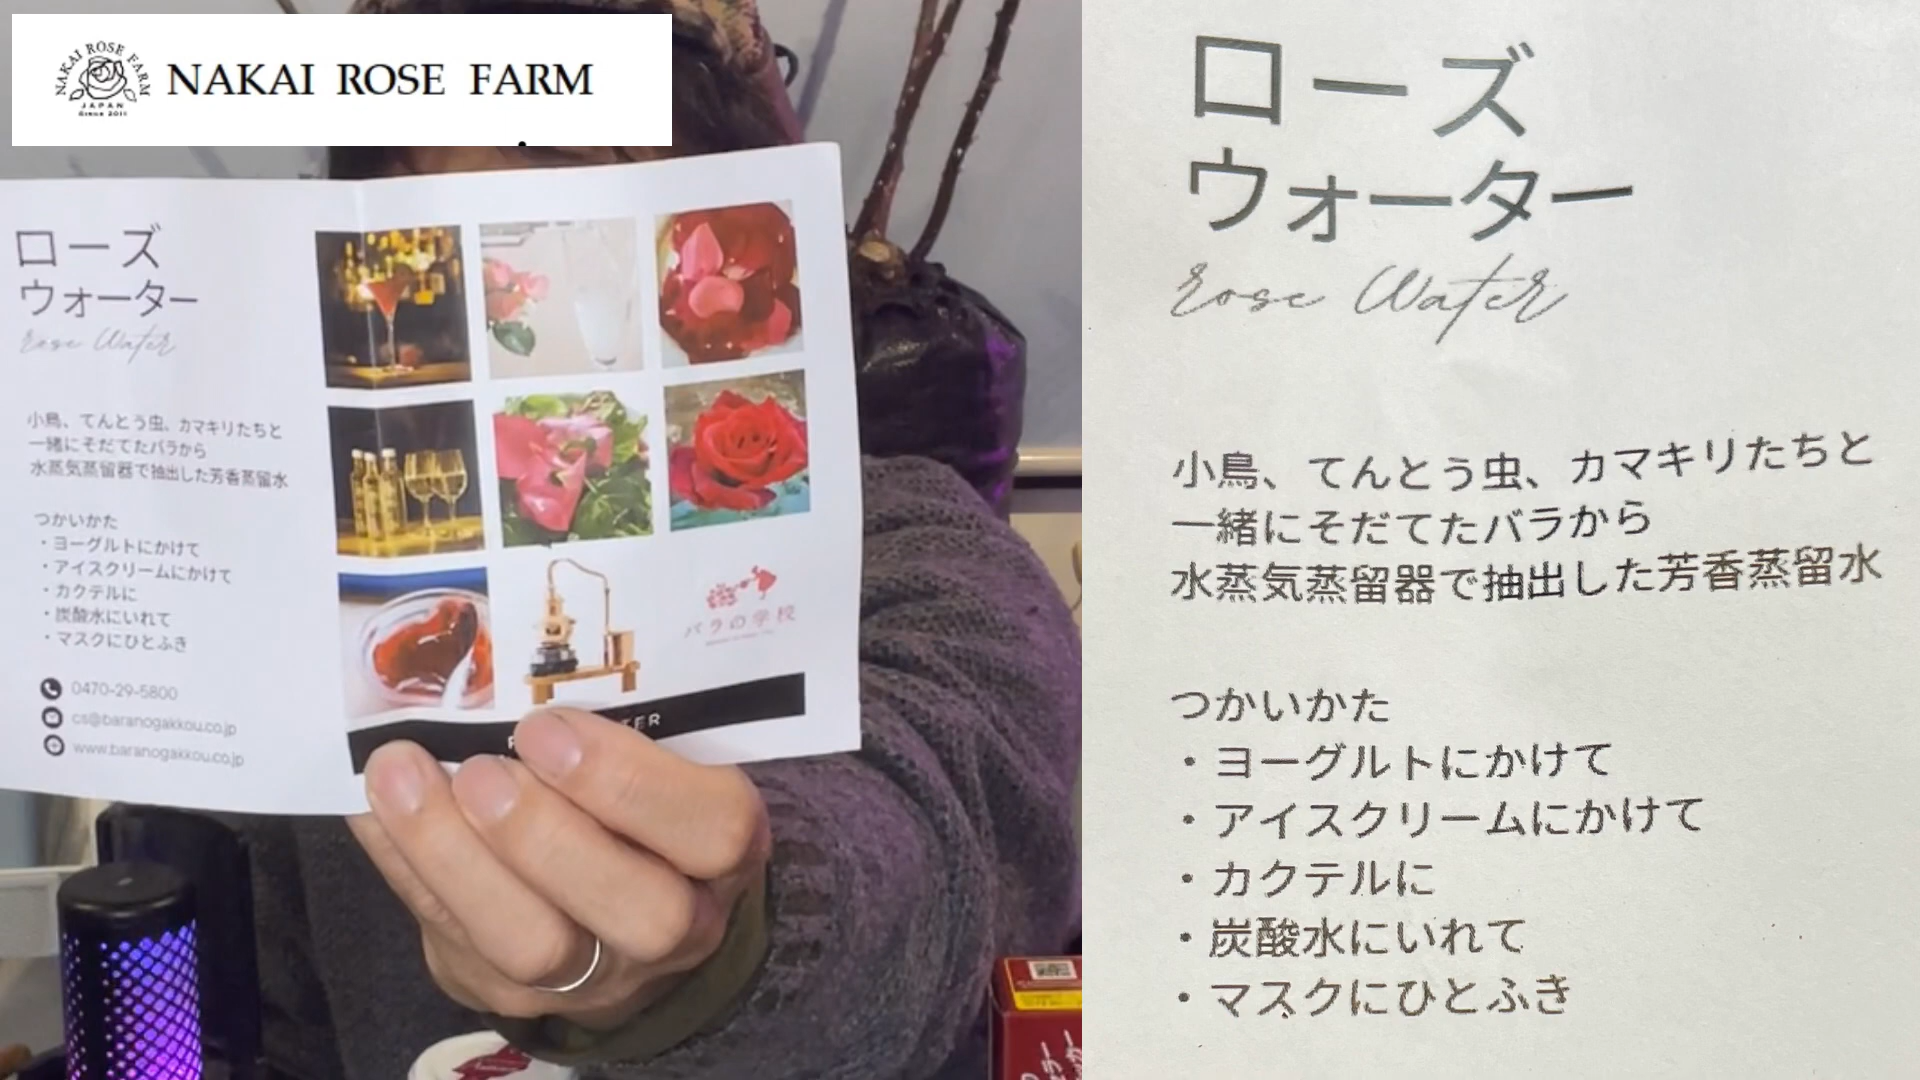 NAKAI ROSE FARM
JAPAN
Since 2011
NAKAI ROSE FARM
ローズ
ウォーター
rose Water
小鳥、てんとう虫、カマキリたちと
一緒にそだてたバラから
水蒸気蒸留器で抽出した芳香蒸留水
つかいかた
・ヨーグルトにかけて
・アイスクリームにかけて
・カクテルに
・炭酸水にいれて
・マスクにひとふき
0470-29-5800
cs@baranogakkou.co.jp
www.baranogakkou.co.jp
バラの学校
ローズ
ウォーター
rose Water
小鳥、てんとう虫、カマキリたちと
一緒にそだてたバラから
水蒸気蒸留器で抽出した芳香蒸留水
つかいかた
・ヨーグルトにかけて
・アイスクリームにかけて
・カクテルに
・炭酸水にいれて
・マスクにひとふき